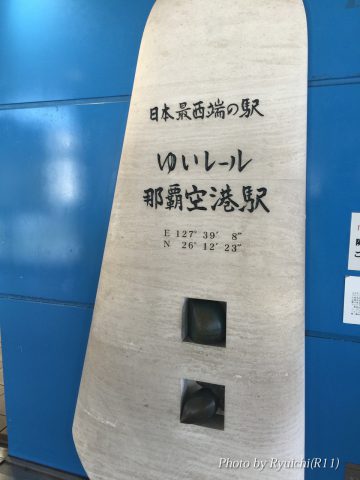 日本最西端の駅
ゆいレール
那覇空港駅
E 127° 39′ 8″
N 26° 12′ 23″
Photo by Ryuichi(R11)